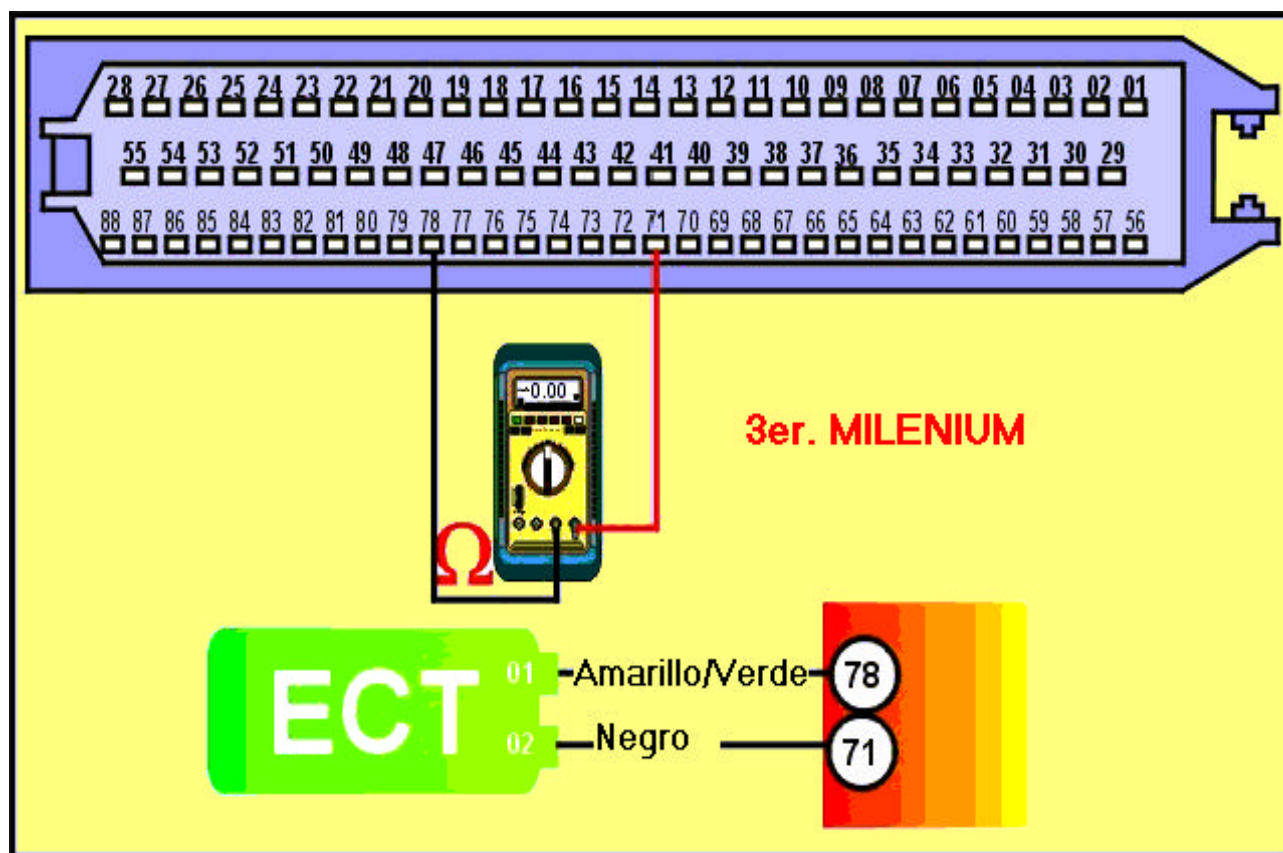 28 27 26 25 24 23 22 21 20 19 18 17 16 15 14 13 12 11 10 09 08 07 06 05 04 03 02 01
55 54 53 52 51 50 49 48 47 46 45 44 43 42 41 40 39 38 37 36 35 34 33 32 31 30 29
88 87 86 85 84 83 82 81 80 79 78 77 76 75 74 73 72 71 70 69 68 67 66 65 64 63 62 61 60 59 58 57 56
0.00
3er. MILENIUM
Ω
ECT
01 Amarillo/Verde 78
02 Negro 71